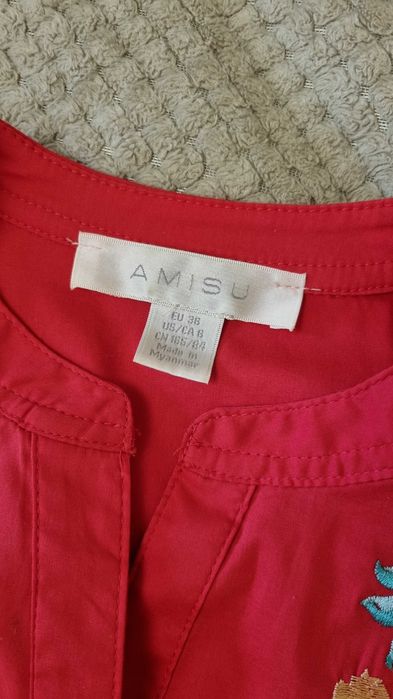 AMISU
EU 36
US/CA 6
CN 165/84
Made in
Myanmar